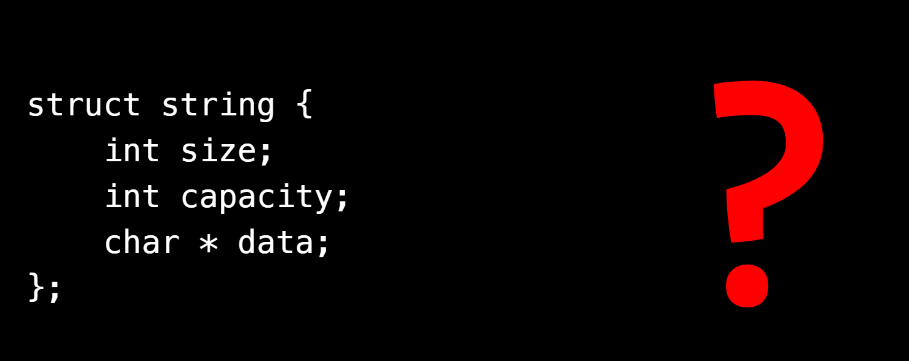 struct string {
    int size;
    int capacity;
    char * data;
};
?